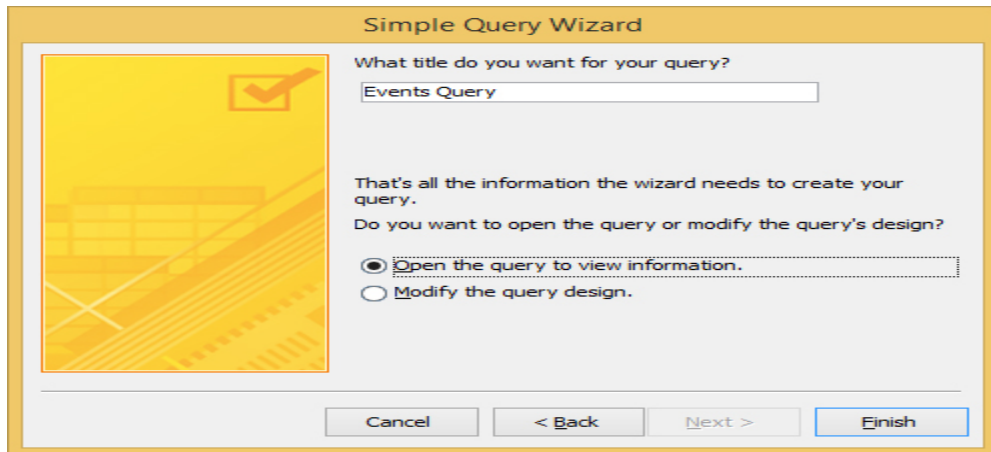 Simple Query Wizard
What title do you want for your query?
Events Query
That's all the information the wizard needs to create your
query.
Do you want to open the query or modify the query's design?
Open the query to view information.
Modify the query design.
Cancel
< Back
Next >
Finish